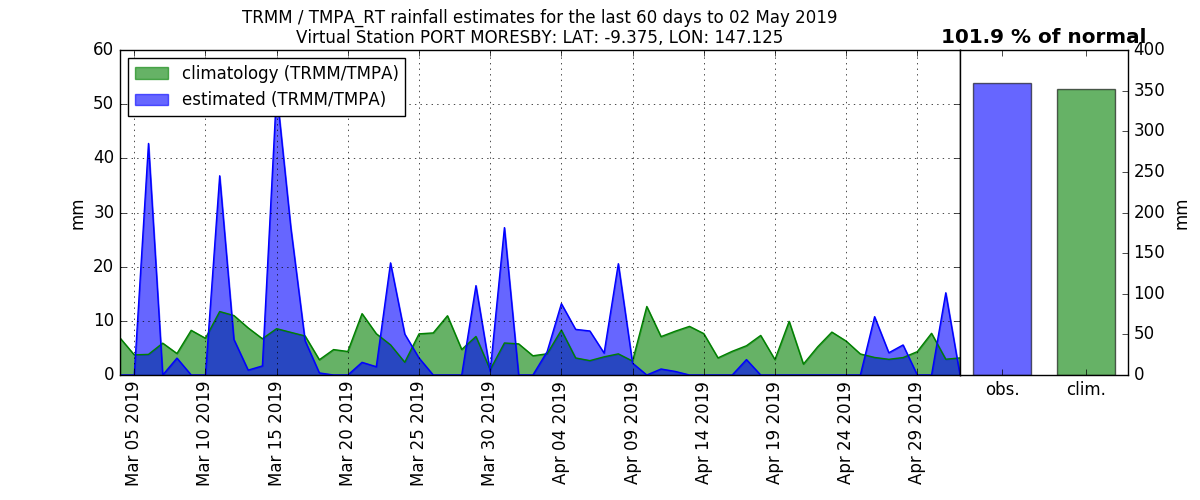 TRMM / TMPA_RT rainfall estimates for the last 60 days to 02 May 2019
Virtual Station PORT MORESBY: LAT: -9.375, LON: 147.125
101.9 % of normal
climatology (TRMM/TMPA)
estimated (TRMM/TMPA)
60
50
40
30
20
10
0
mm
Mar 05 2019
Mar 10 2019
Mar 15 2019
Mar 20 2019
Mar 25 2019
Mar 30 2019
Apr 04 2019
Apr 09 2019
Apr 14 2019
Apr 19 2019
Apr 24 2019
Apr 29 2019
obs.
clim.
400
350
300
250
200
150
100
50
0
mm